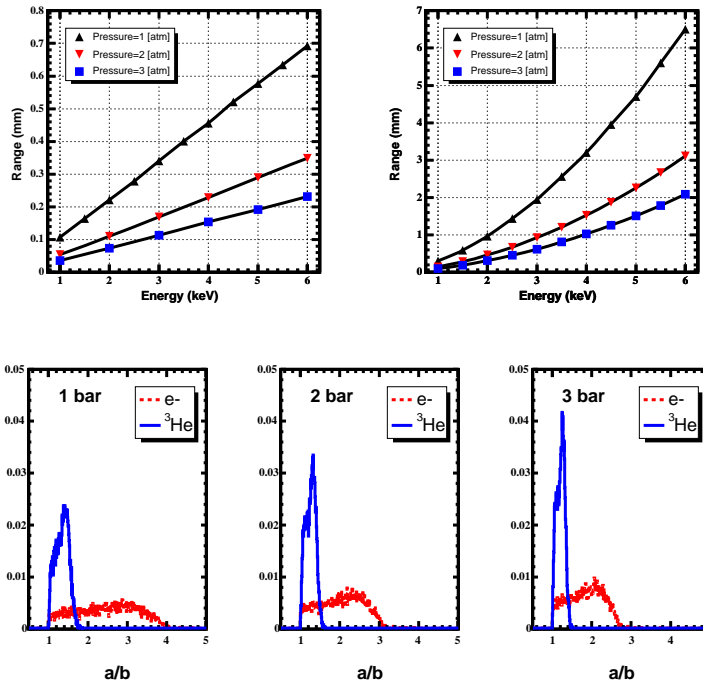 0.8
0.7
0.6
0.5
0.4
0.3
0.2
0.1
0
Range (mm)
Pressure=1 [atm]
Pressure=2 [atm]
Pressure=3 [atm]
1 2 3 4 5 6
Energy (keV)
7
6
5
4
3
2
1
0
Range (mm)
Pressure=1 [atm]
Pressure=2 [atm]
Pressure=3 [atm]
1 2 3 4 5 6
Energy (keV)
0.05
0.04
0.03
0.02
0.01
0
1 bar
e-
³He
1 2 3 4 5
a/b
0.05
0.04
0.03
0.02
0.01
0
2 bar
e-
³He
1 2 3 4 5
a/b
0.05
0.04
0.03
0.02
0.01
0
3 bar
e-
³He
1 2 3 4
a/b